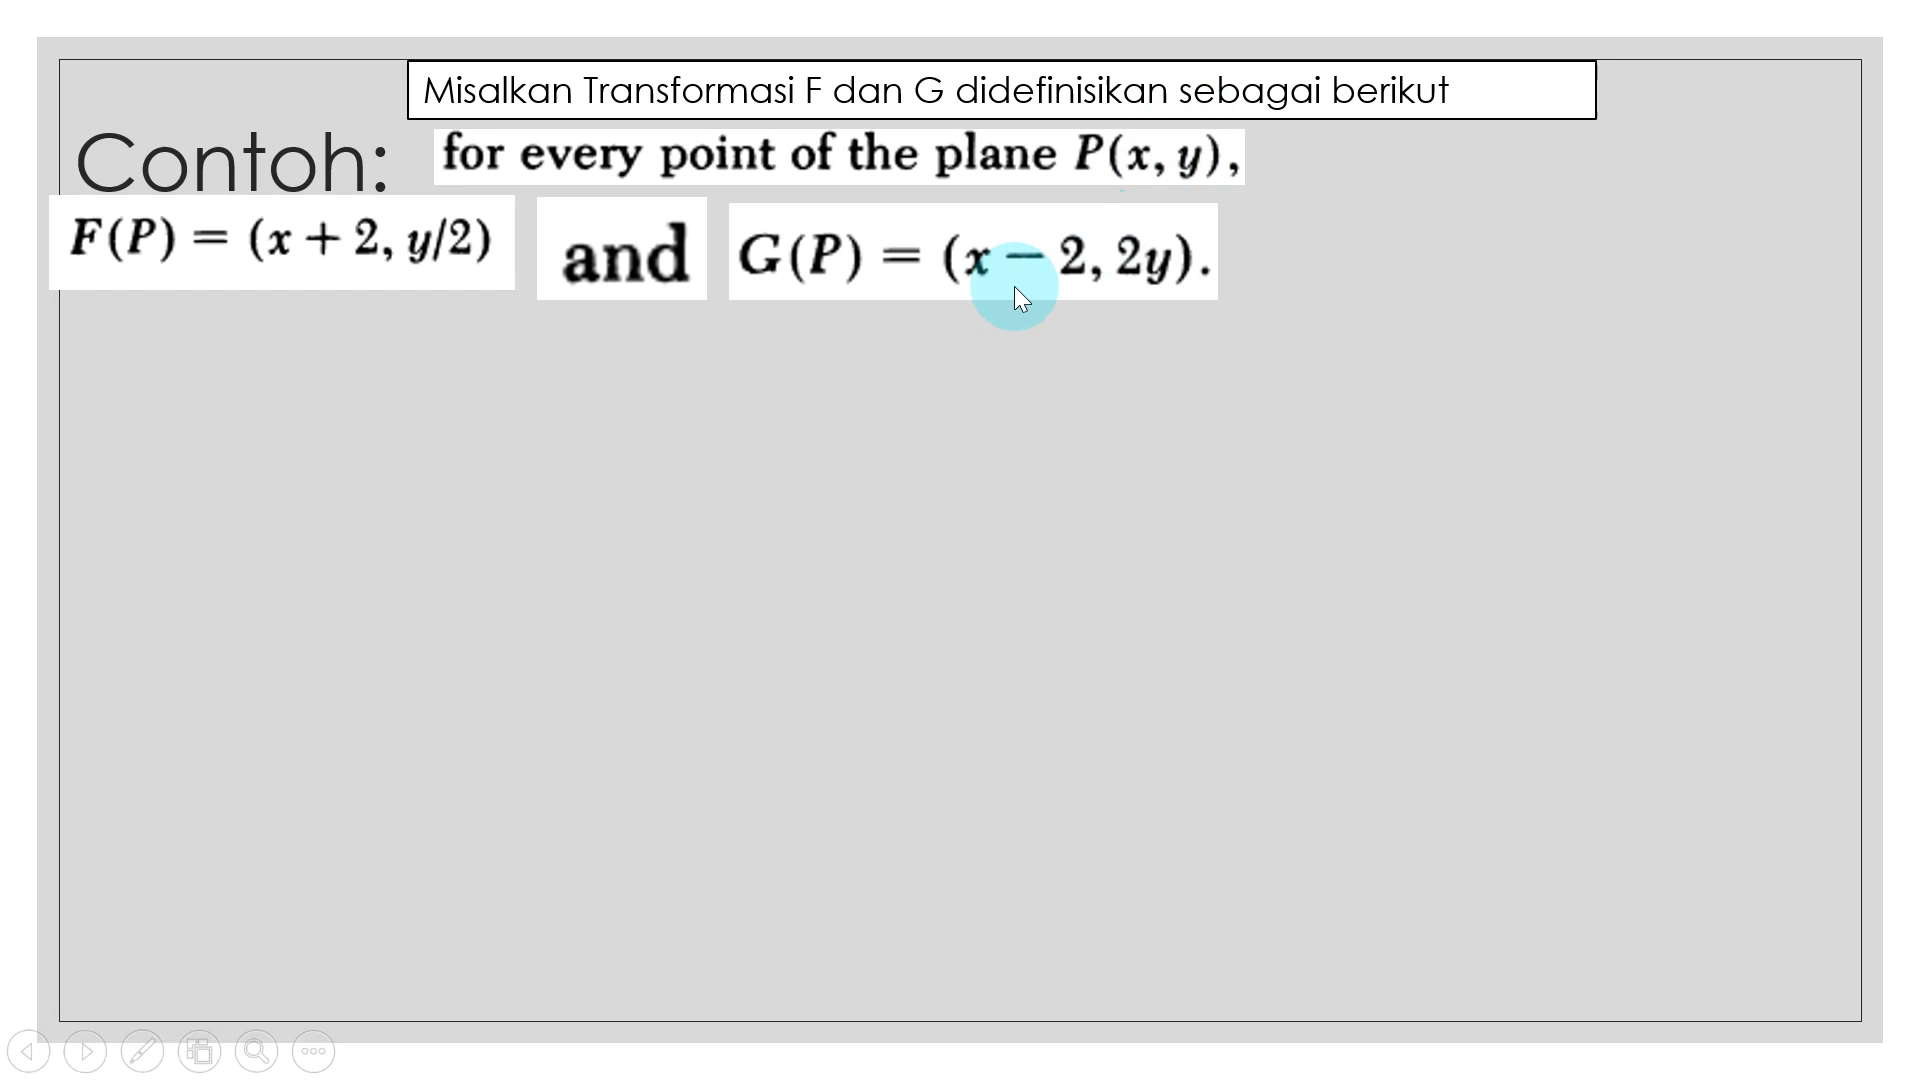 Misalkan Transformasi F dan G didefinisikan sebagai berikut
Contoh:
for every point of the plane P(x, y),
F(P) = (x + 2, y/2) and G(P) = (x − 2, 2y).